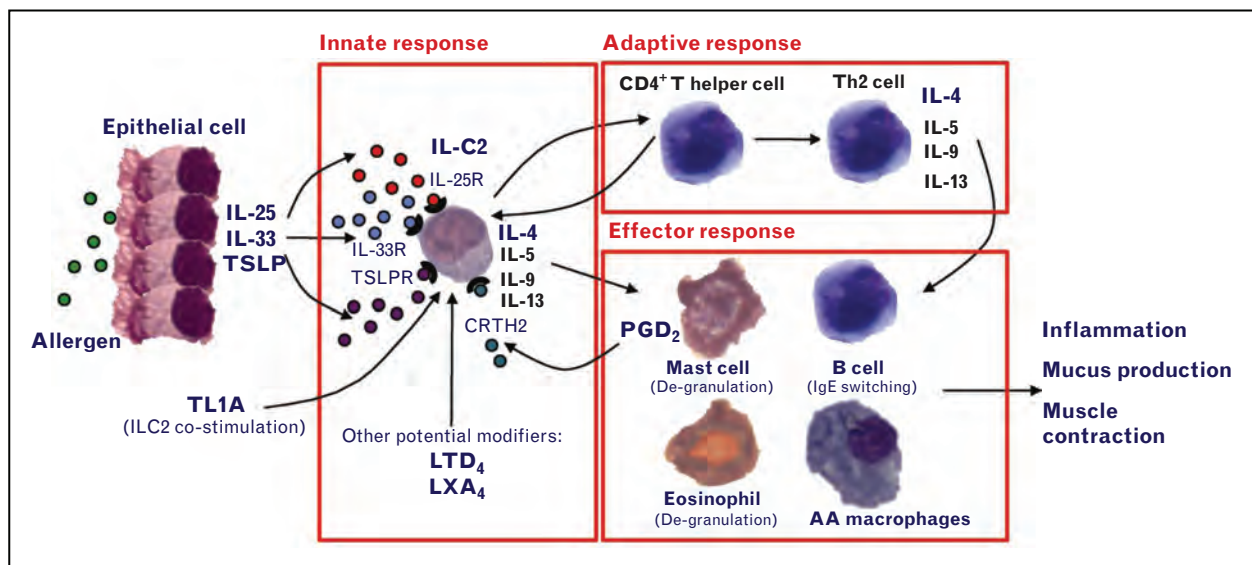 Innate response
Adaptive response
Epithelial cell
IL-25
IL-33
TSLP
Allergen
TL1A
(ILC2 co-stimulation)
IL-C2
IL-25R
IL-33R
TSLPR
IL-4
IL-5
IL-9
IL-13
CRTH2
Other potential modifiers:
LTD₄
LXA₄
CD4⁺ T helper cell
Th2 cell
IL-4
IL-5
IL-9
IL-13
Effector response
PGD₂
Mast cell
(De-granulation)
B cell
(IgE switching)
Eosinophil
(De-granulation)
AA macrophages
Inflammation
Mucus production
Muscle
contraction